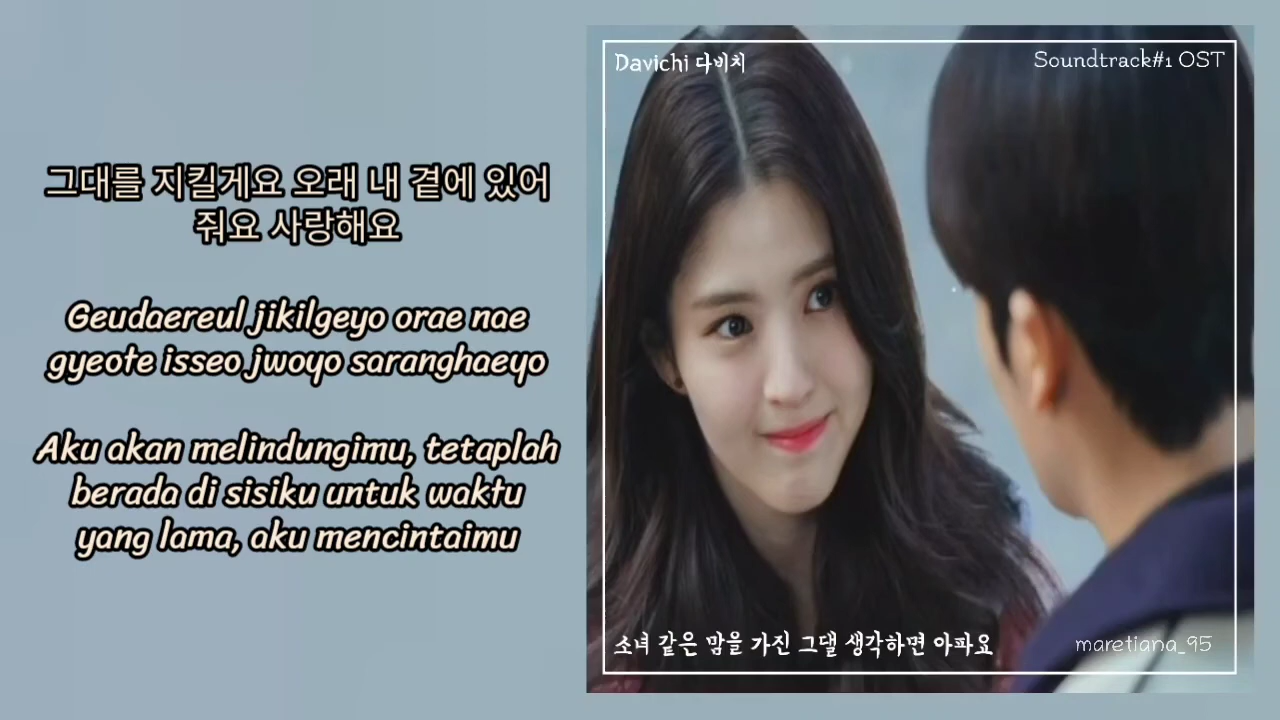 그대를 지킬게요 오래 내 곁에 있어
줘요 사랑해요
Geudaereul jikilgeyo orae nae
gyeote isseo jwoyo saranghaeyo
Aku akan melindungimu, tetaplah
berada di sisiku untuk waktu
yang lama, aku mencintaimu
Davichi 다비치
Soundtrack#1 OST
소녀 같은 맘을 가진 그댈 생각하면 아파요
maretiana_95